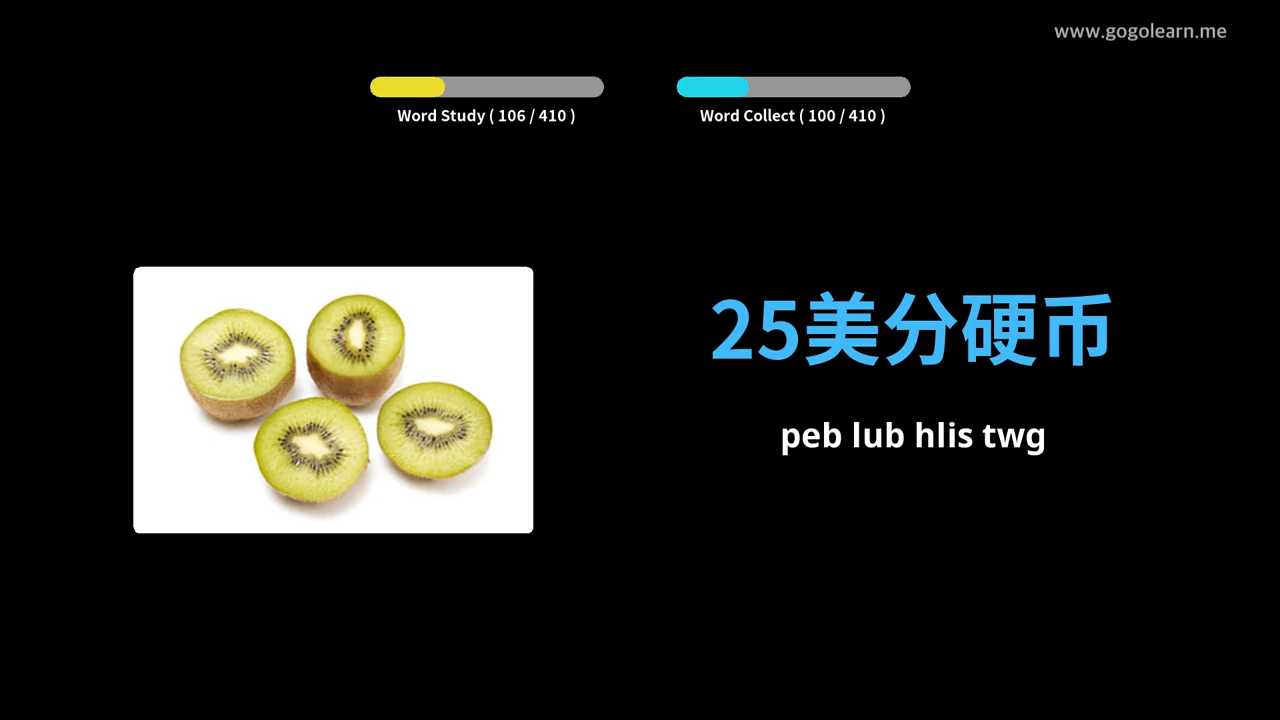 www.gogolearn.me
Word Study ( 106 / 410 )
Word Collect ( 100 / 410 )
25美分硬币
peb lub hlis twg